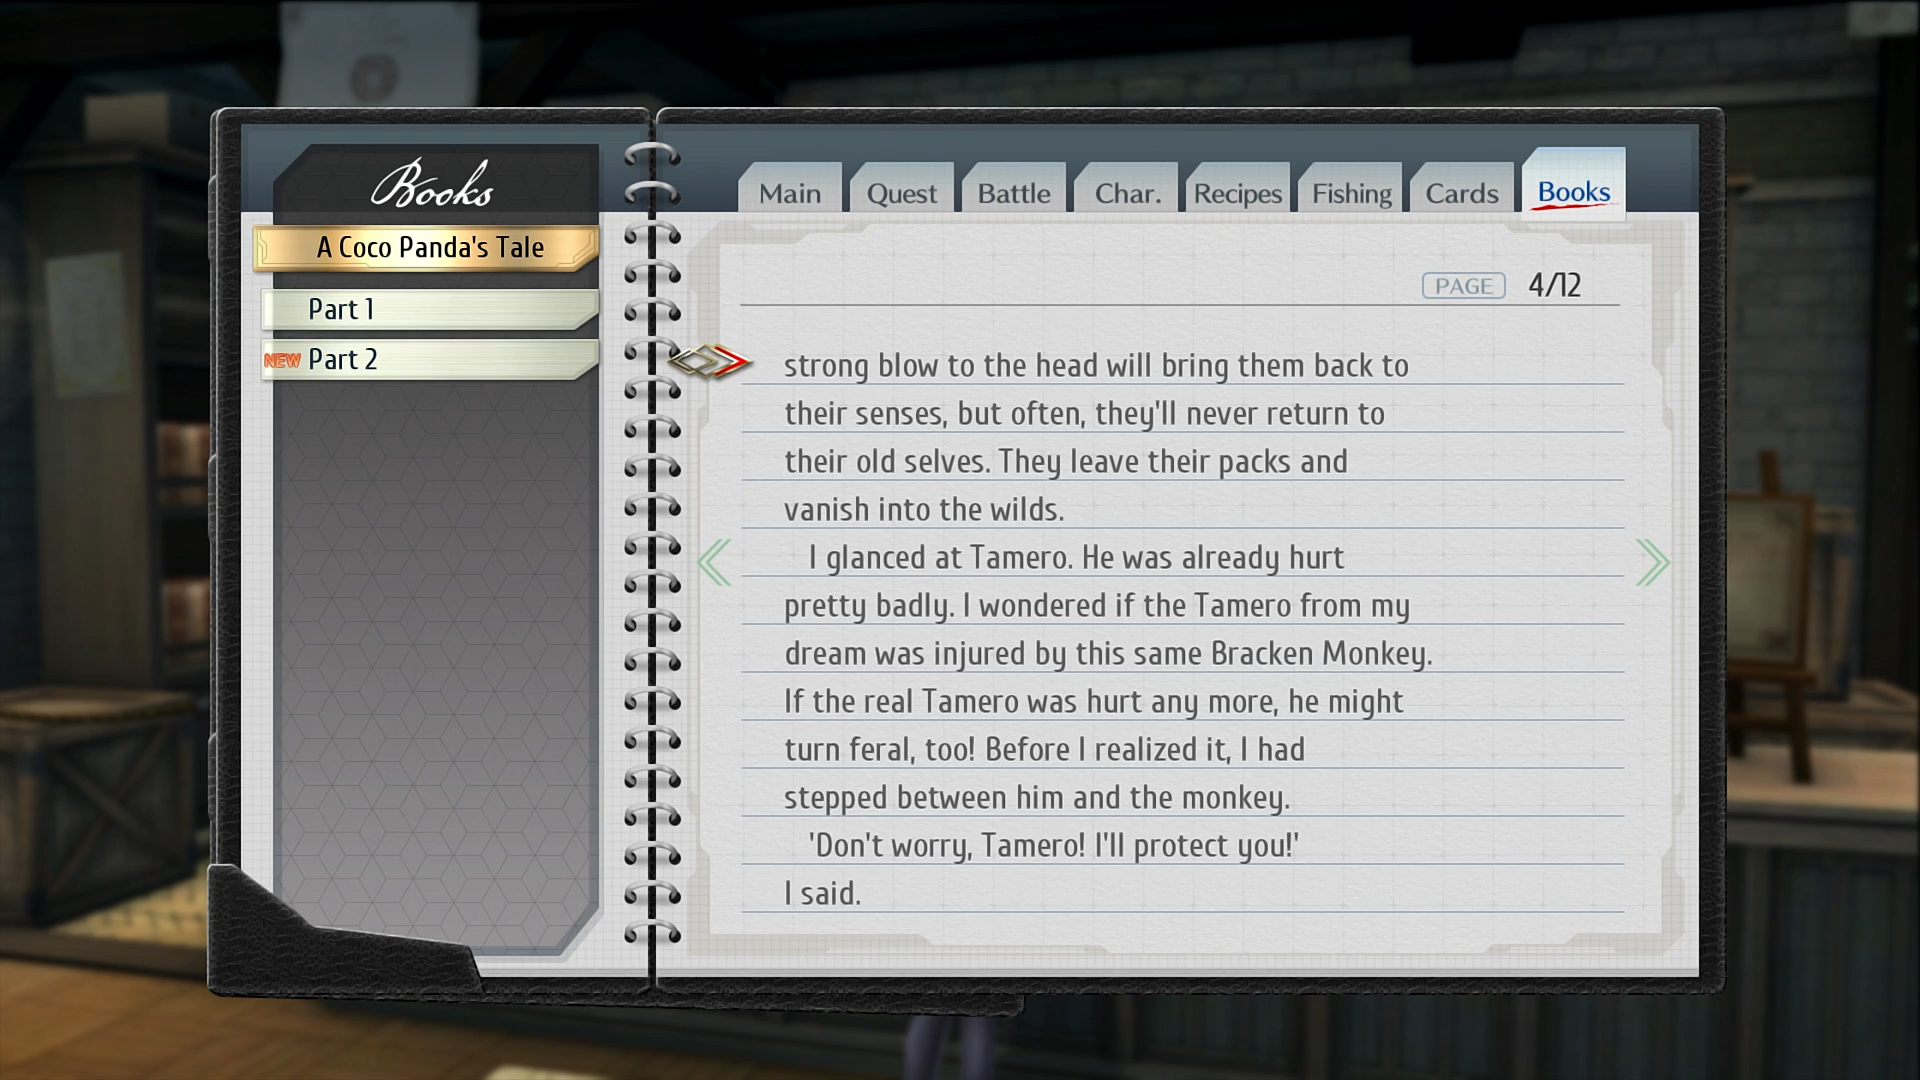 Books
A Coco Panda's Tale
Part 1
NEW Part 2
Main Quest Battle Char. Recipes Fishing Cards Books
PAGE 4/12
strong blow to the head will bring them back to
their senses, but often, they'll never return to
their old selves. They leave their packs and
vanish into the wilds.
I glanced at Tamero. He was already hurt
pretty badly. I wondered if the Tamero from my
dream was injured by this same Bracken Monkey.
If the real Tamero was hurt any more, he might
turn feral, too! Before I realized it, I had
stepped between him and the monkey.
'Don't worry, Tamero! I'll protect you!'
I said.